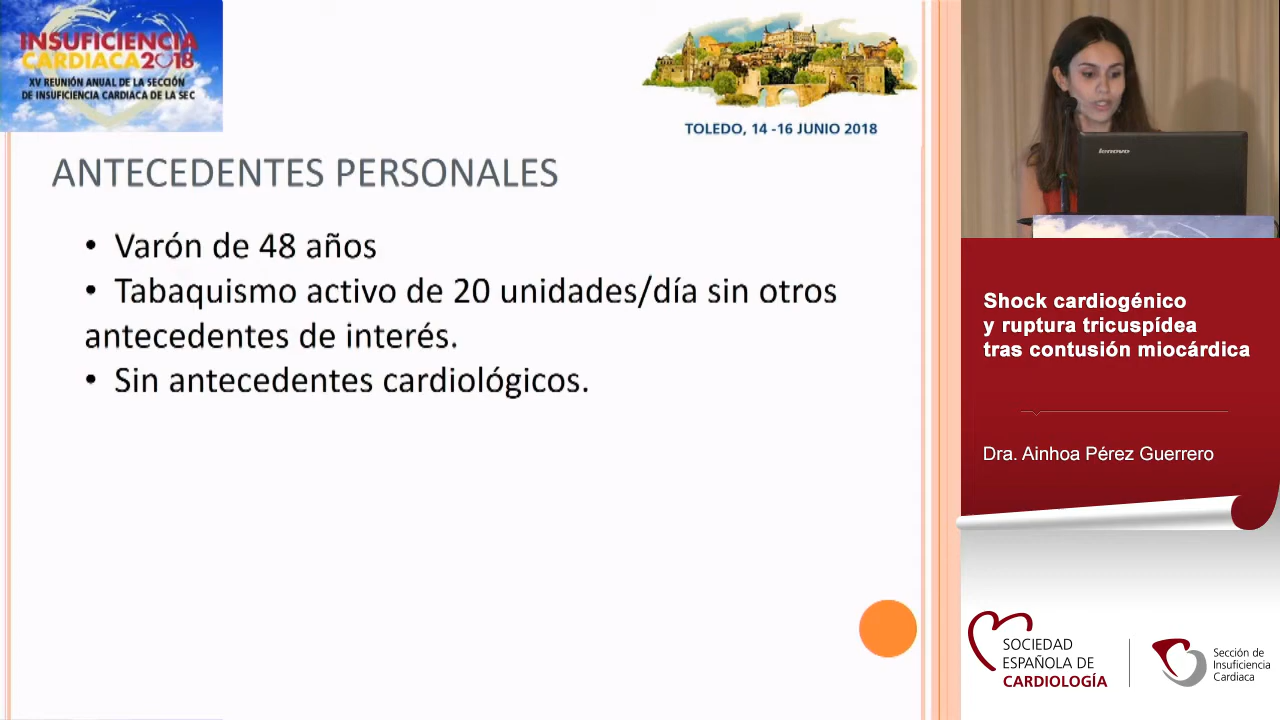 INSUFICIENCIA
CARDIACA2018
XV REUNIÓN ANUAL DE LA SECCIÓN
DE INSUFICIENCIA CARDIACA DE LA SEC
TOLEDO, 14 -16 JUNIO 2018
ANTECEDENTES PERSONALES
• Varón de 48 años
• Tabaquismo activo de 20 unidades/día sin otros
antecedentes de interés.
• Sin antecedentes cardiológicos.
lenovo
Shock cardiogénico
y ruptura tricuspídea
tras contusión miocárdica
Dra. Ainhoa Pérez Guerrero
SOCIEDAD
ESPAÑOLA DE
CARDIOLOGÍA
Sección de
Insuficiencia
Cardiaca